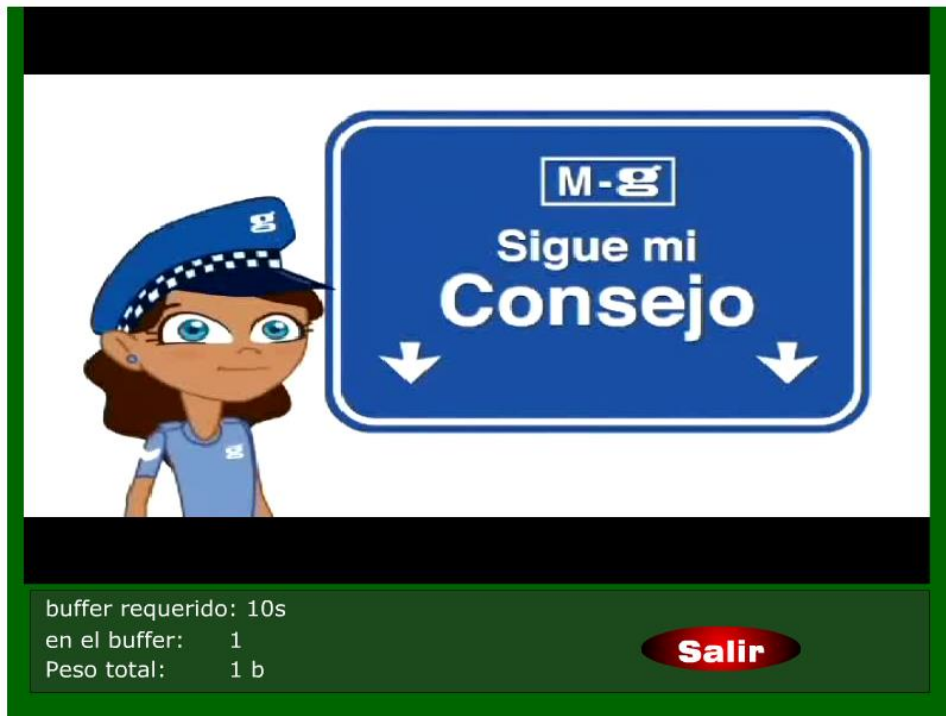 g
M-g
Sigue mi
Consejo
g
buffer requerido: 10s
en el buffer: 1
Peso total: 1 b
Salir